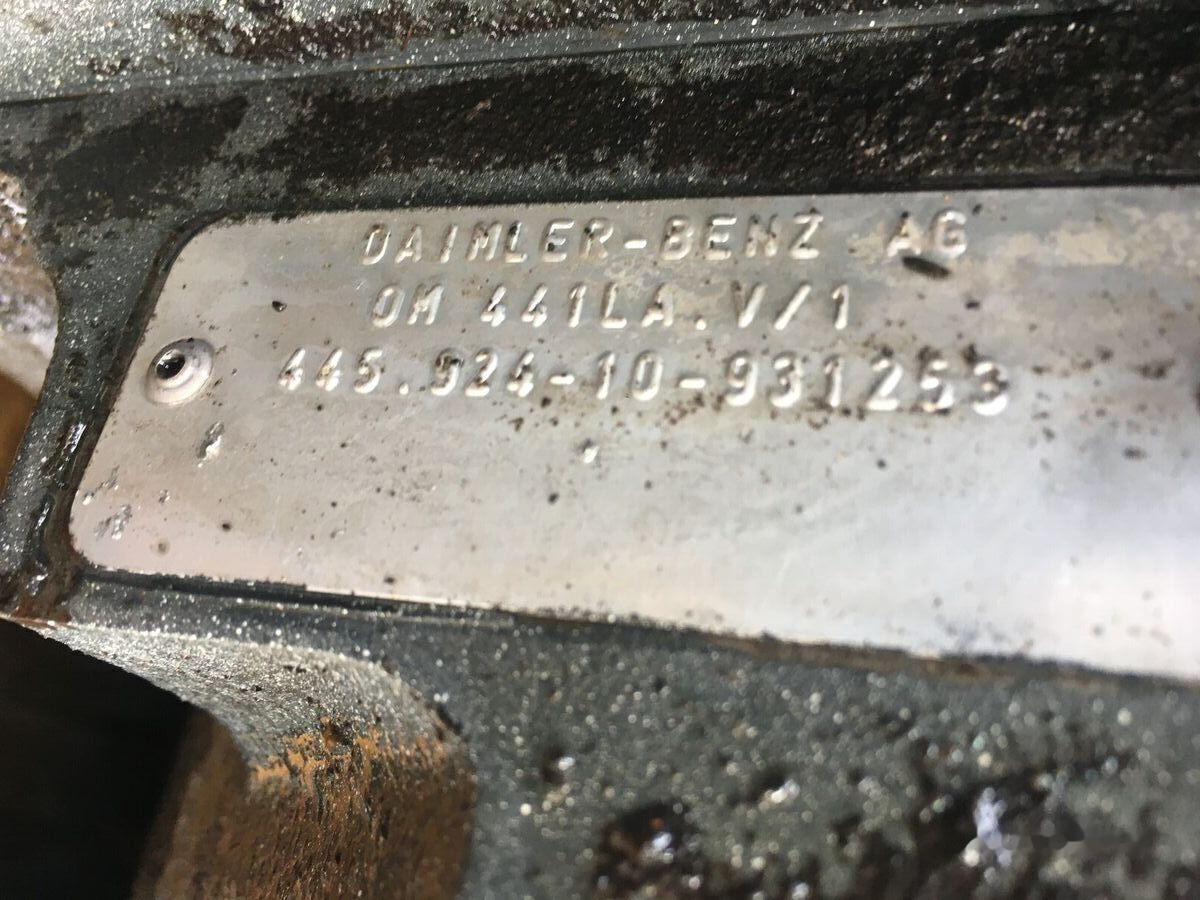 DAIMLER-BENZ AG
OM 441LA.V/1
445.924-10-931253